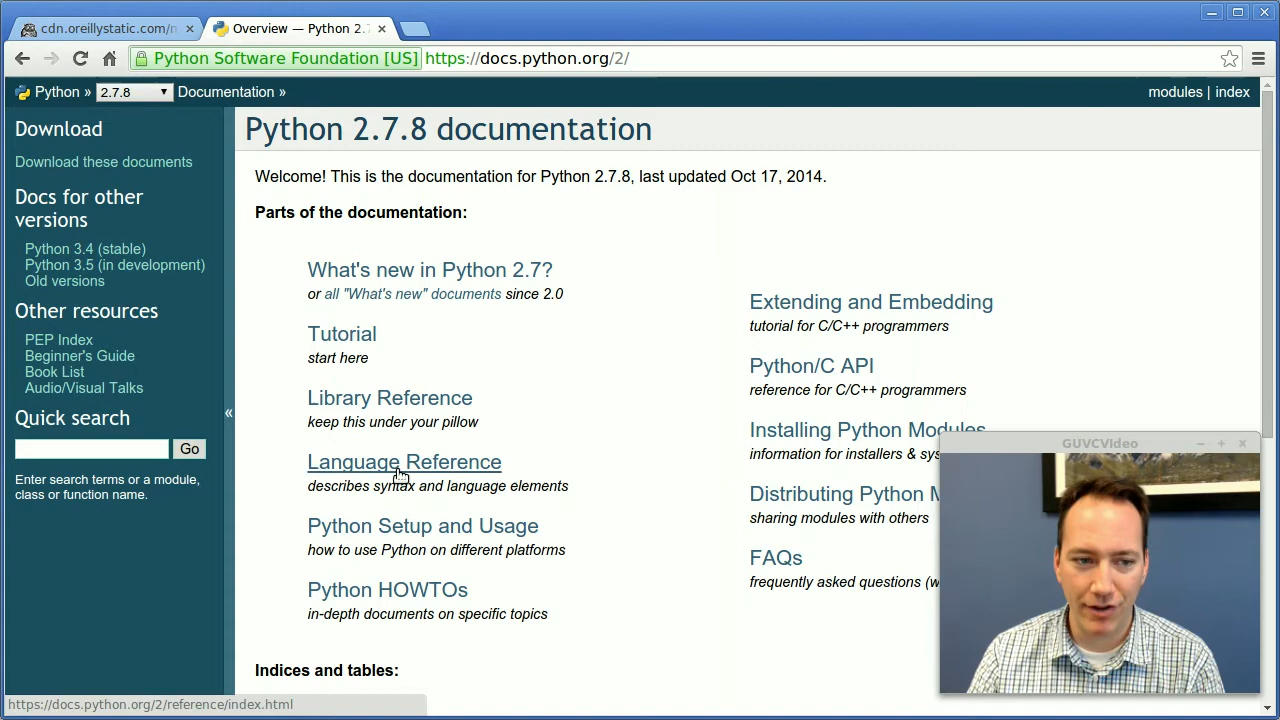 cdn.oreillystatic.com/n
Overview — Python 2.7
Python Software Foundation [US] https://docs.python.org/2/
Python » 2.7.8 Documentation »
modules | index
Download
Download these documents
Docs for other
versions
Python 3.4 (stable)
Python 3.5 (in development)
Old versions
Other resources
PEP Index
Beginner's Guide
Book List
Audio/Visual Talks
Quick search
Go
Enter search terms or a module,
class or function name.
«
Python 2.7.8 documentation
Welcome! This is the documentation for Python 2.7.8, last updated Oct 17, 2014.
Parts of the documentation:
What's new in Python 2.7?
or all "What's new" documents since 2.0
Tutorial
start here
Library Reference
keep this under your pillow
Language Reference
describes syntax and language elements
Python Setup and Usage
how to use Python on different platforms
Python HOWTOs
in-depth documents on specific topics
Extending and Embedding
tutorial for C/C++ programmers
Python/C API
reference for C/C++ programmers
Installing Python Modules
information for installers & sys
Distributing Python M
sharing modules with others
FAQs
frequently asked questions (w
Indices and tables:
GUVCVideo
https://docs.python.org/2/reference/index.html